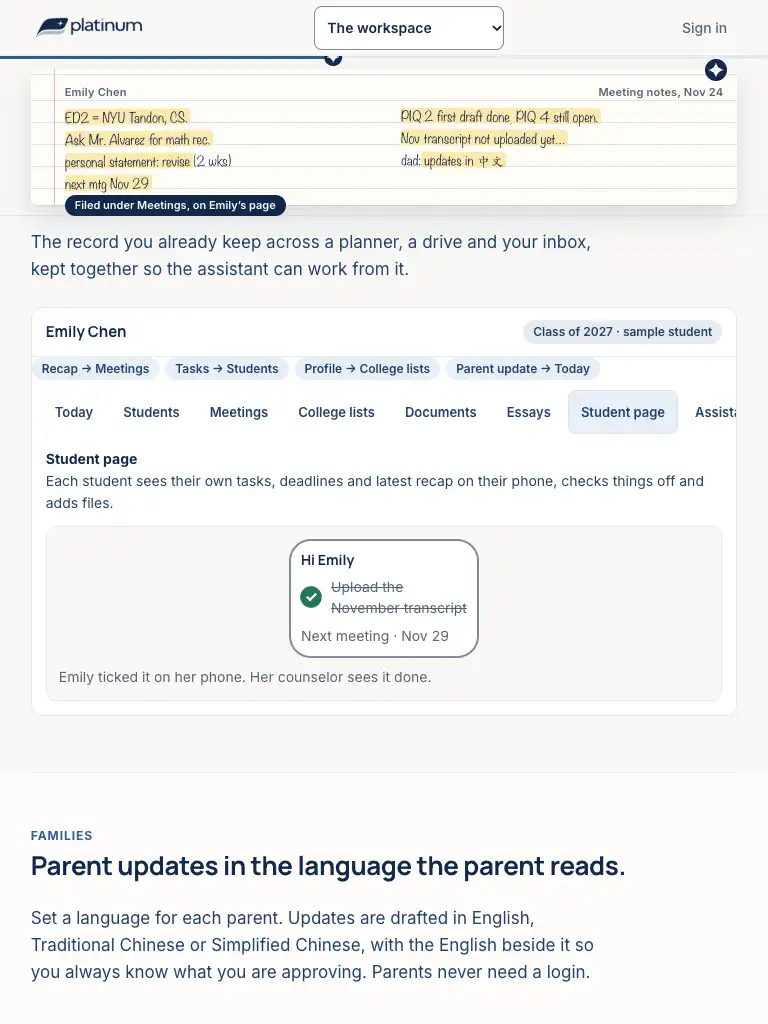 platinum
The workspace
Sign in
Emily Chen
Meeting notes, Nov 24
ED2 = NYU Tandon, CS.
Ask Mr. Alvarez for math rec.
personal statement: revise (2 wks)
next mtg Nov 29
PIQ 2 first draft done, PIQ 4 still open.
Nov transcript not uploaded yet...
dad: updates in 中文
Filed under Meetings, on Emily's page
The record you already keep across a planner, a drive and your inbox,
kept together so the assistant can work from it.
Emily Chen
Class of 2027 · sample student
Recap → Meetings
Tasks → Students
Profile → College lists
Parent update → Today
Today
Students
Meetings
College lists
Documents
Essays
Student page
Assista
Student page
Each student sees their own tasks, deadlines and latest recap on their phone, checks things off and
adds files.
Hi Emily
Upload the
November transcript
Next meeting · Nov 29
Emily ticked it on her phone. Her counselor sees it done.
FAMILIES
Parent updates in the language the parent reads.
Set a language for each parent. Updates are drafted in English,
Traditional Chinese or Simplified Chinese, with the English beside it so
you always know what you are approving. Parents never need a login.